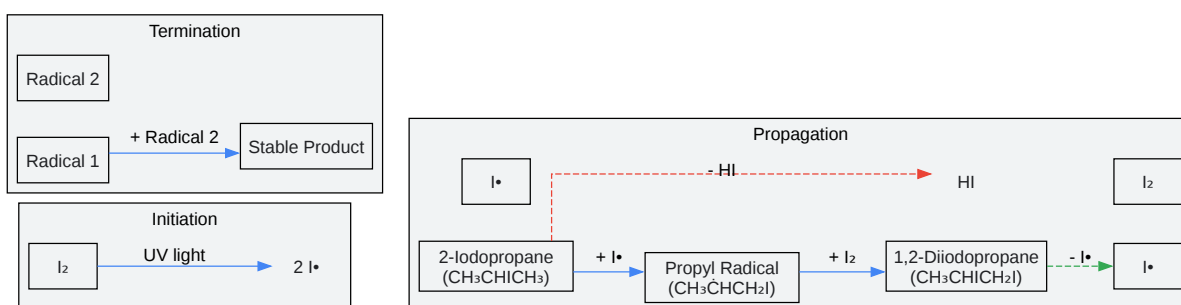 Termination
Radical 2
Radical 1
+ Radical 2
Stable Product
Initiation
I₂
UV light
2 I•
Propagation
I•
- HI
HI
I₂
2-Iodopropane
(CH₃CHICH₃)
+ I•
Propyl Radical
(CH₃ĊHCH₂I)
+ I₂
1,2-Diiodopropane
(CH₃CHICH₂I)
- I•
I•